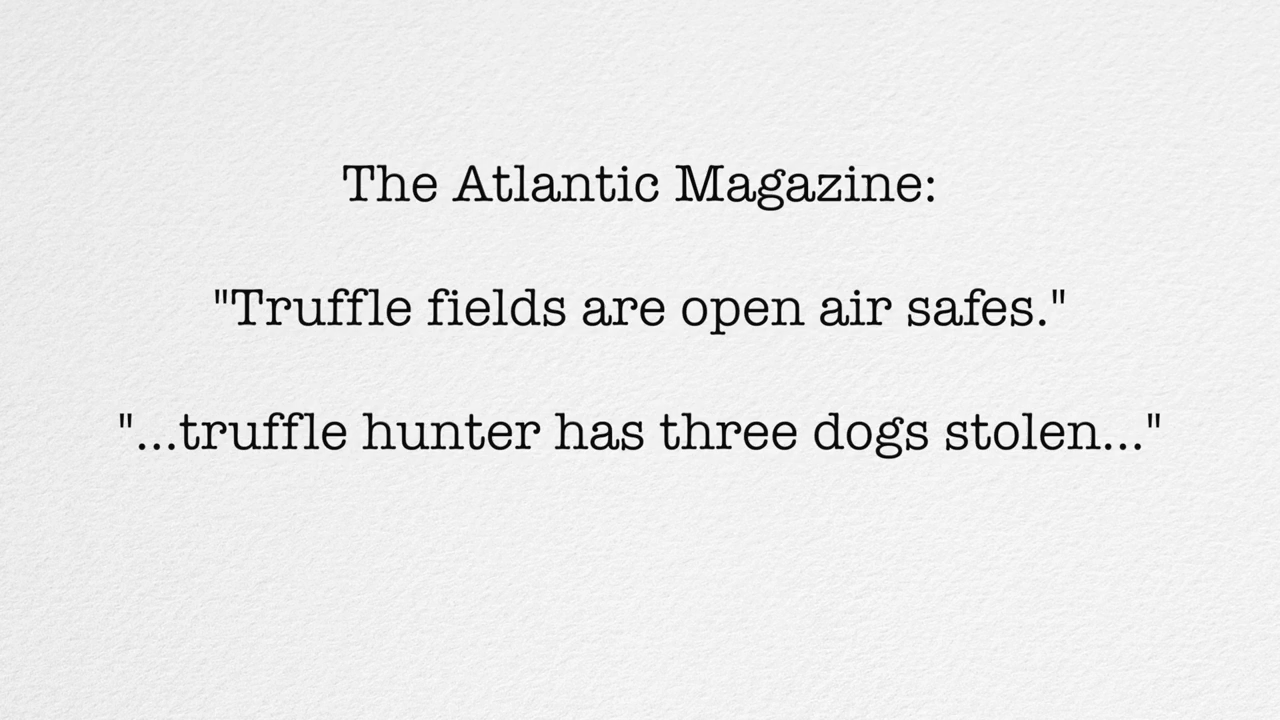 The Atlantic Magazine:
"Truffle fields are open air safes."
"...truffle hunter has three dogs stolen..."